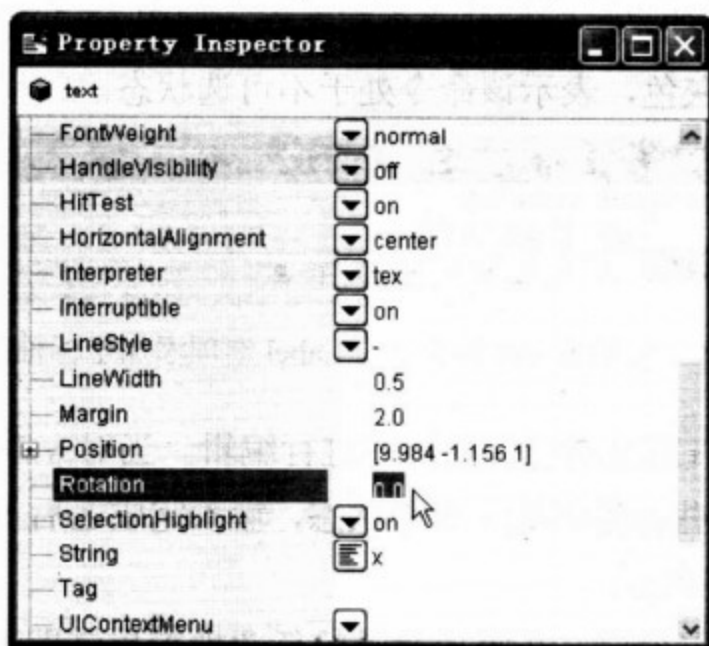 Property Inspector
text
FontWeight normal
HandleVisibility off
HitTest on
HorizontalAlignment center
Interpreter tex
Interruptible on
LineStyle -
LineWidth 0.5
Margin 2.0
Position [9.984 -1.156 1]
Rotation
SelectionHighlight on
String x
Tag
UIContextMenu